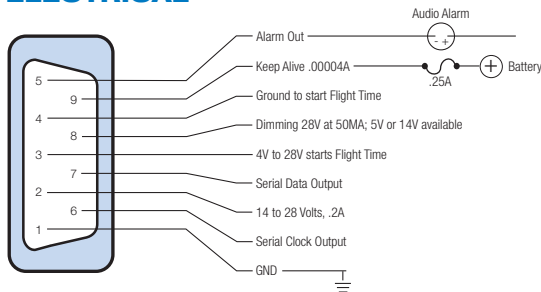 ELECTRICAL
Audio Alarm
Alarm Out
- +
Keep Alive .00004A
+ Battery
.25A
Ground to start Flight Time
Dimming 28V at 50MA; 5V or 14V available
4V to 28V starts Flight Time
Serial Data Output
14 to 28 Volts, .2A
Serial Clock Output
GND
5
9
4
8
3
7
2
6
1